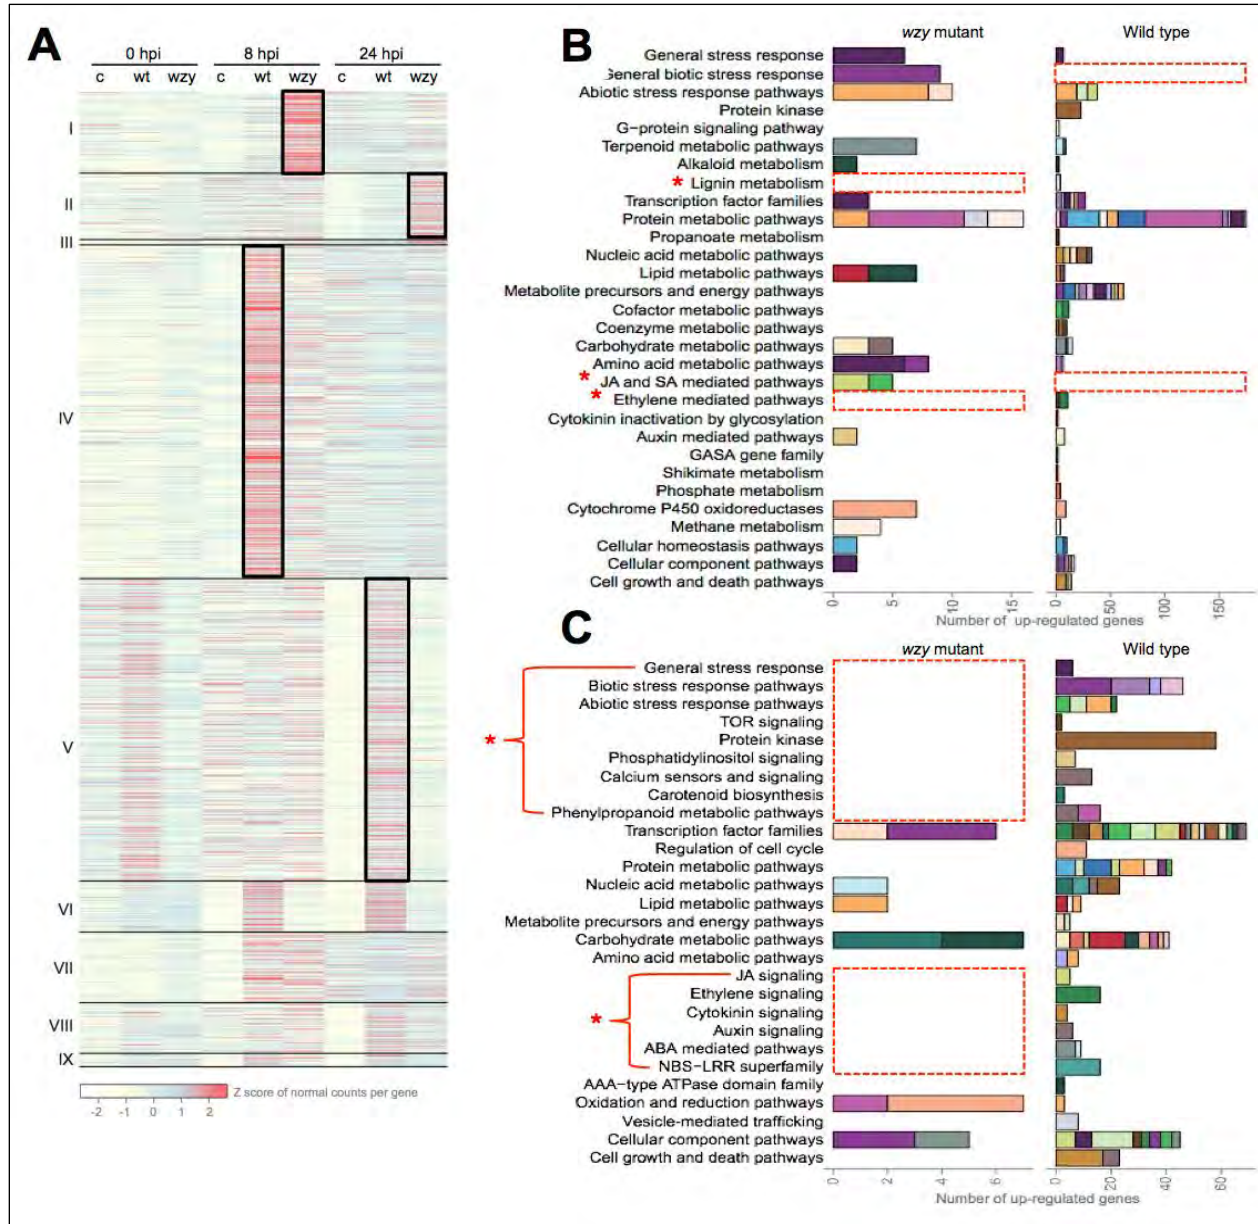 A
0 hpi 8 hpi 24 hpi
c wt wzy c wt wzy c wt wzy
I
II
III
IV
V
VI
VII
VIII
IX
-2 -1 0 1 2
Z score of normal counts per gene
B
wzy mutant Wild type
General stress response
General biotic stress response
Abiotic stress response pathways
Protein kinase
G-protein signaling pathway
Terpenoid metabolic pathways
Alkaloid metabolism
* Lignin metabolism
Transcription factor families
Protein metabolic pathways
Propanoate metabolism
Nucleic acid metabolic pathways
Lipid metabolic pathways
Metabolite precursors and energy pathways
Cofactor metabolic pathways
Coenzyme metabolic pathways
Carbohydrate metabolic pathways
Amino acid metabolic pathways
* JA and SA mediated pathways
* Ethylene mediated pathways
Cytokinin inactivation by glycosylation
Auxin mediated pathways
GASA gene family
Shikimate metabolism
Phosphate metabolism
Cytochrome P450 oxidoreductases
Methane metabolism
Cellular homeostasis pathways
Cellular component pathways
Cell growth and death pathways
0 5 10 15 0 50 100 150
Number of up-regulated genes
C
wzy mutant Wild type
General stress response
Biotic stress response pathways
Abiotic stress response pathways
TOR signaling
* Protein kinase
Phosphatidylinositol signaling
Calcium sensors and signaling
Carotenoid biosynthesis
Phenylpropanoid metabolic pathways
Transcription factor families
Regulation of cell cycle
Protein metabolic pathways
Nucleic acid metabolic pathways
Lipid metabolic pathways
Metabolite precursors and energy pathways
Carbohydrate metabolic pathways
Amino acid metabolic pathways
JA signaling
Ethylene signaling
Cytokinin signaling
* Auxin signaling
ABA mediated pathways
NBS-LRR superfamily
AAA-type ATPase domain family
Oxidation and reduction pathways
Vesicle-mediated trafficking
Cellular component pathways
Cell growth and death pathways
0 2 4 6 0 20 40 60
Number of up-regulated genes